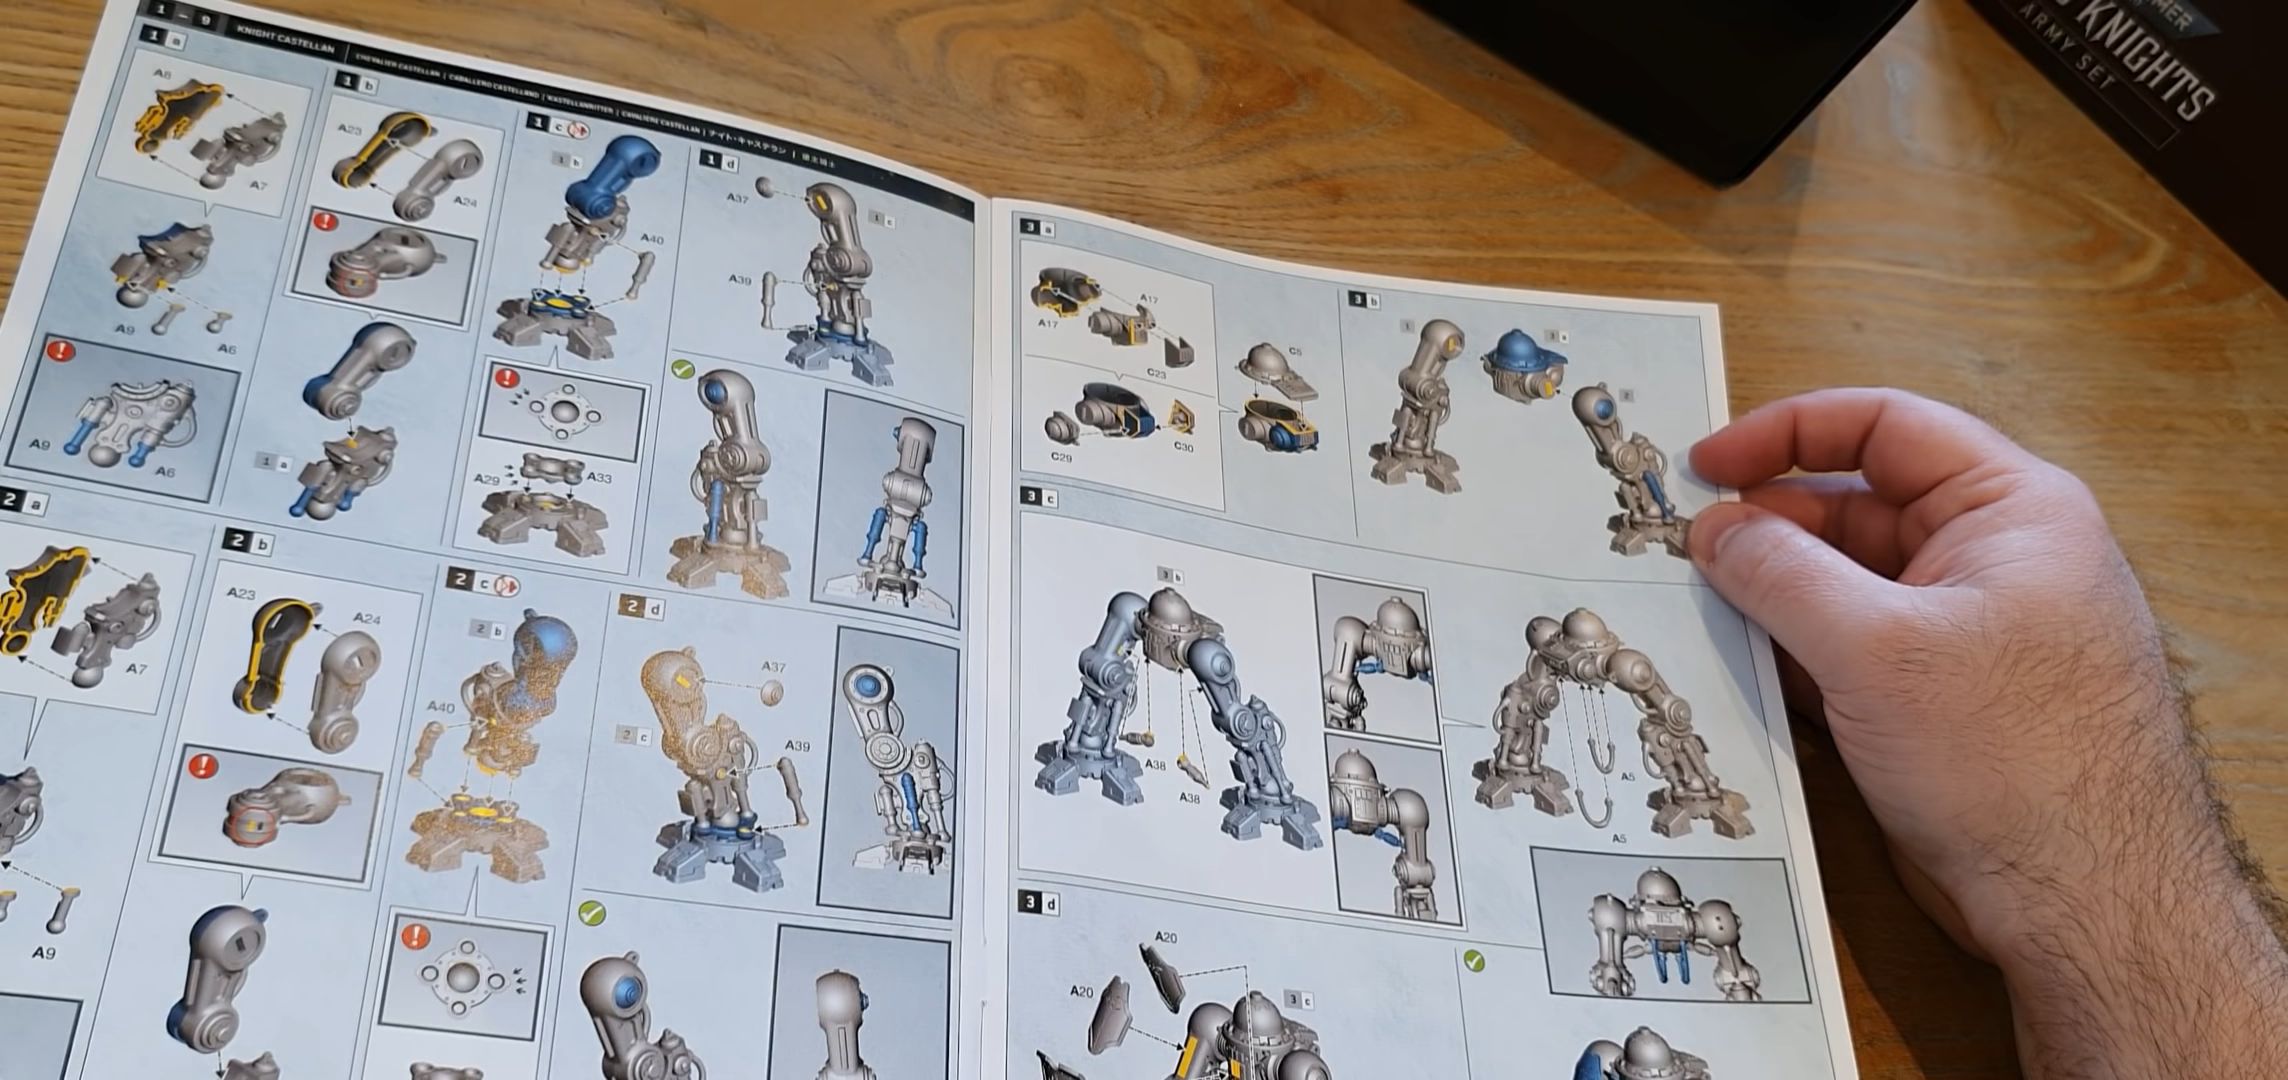 1 – 9 KNIGHT CASTELLAN
CHEVALIER CASTELLAN | CABALLERO CASTELLANO | KASTELLANRITTER | CAVALIERE CASTELLAN | ナイト・キャステラン |
KNIGHTS
ARMY SET
1 a
A8
A7
A9
A6
A9
A6
1 b
A23
A24
1 a
1 c
1 b
A40
A29
A33
1 d
A37
1 c
A39
2 a
A7
A9
2 b
A23
A24
2 c
2 b
A40
2 d
A37
2 c
A39
3 a
A17
A17
C23
C5
C29
C30
3 b
1
3 a
2
3 c
3 b
A38
A38
A5
A5
3 d
A20
A20
3 c